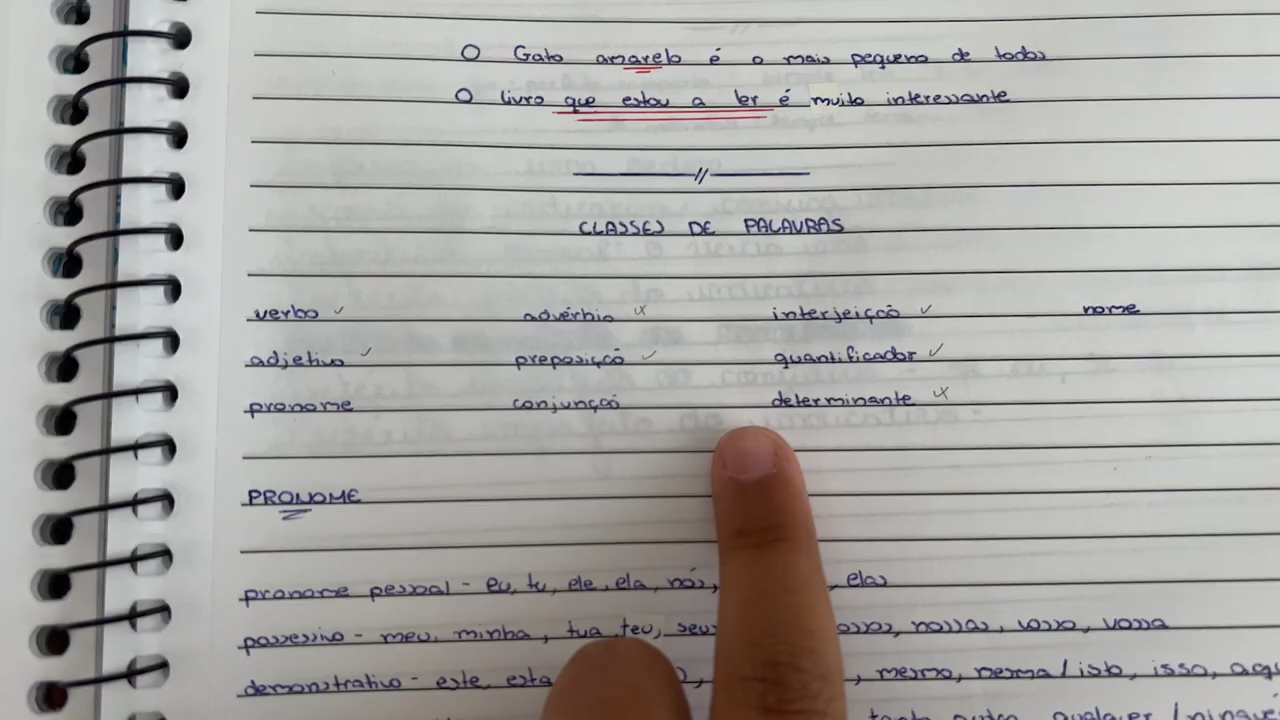 O Gato amarelo é o mais pequeno de todos
O livro que estou a ler é muito interessante
CLASSES DE PALAVRAS
verbo ✓ advérbio x interjeição ✓ nome
adjetivo ✓ preposição ✓ quantificador ✓
pronome conjunção determinante x
PRONOME
pronome pessoal - eu, tu, ele, ela, nós, , elas
possessivo - meu, minha, tua, teu, seu nossas, vosso, vossa
demonstrativo - este, esta , mesmo, mesma / isto, isso,
outro, qualquer /